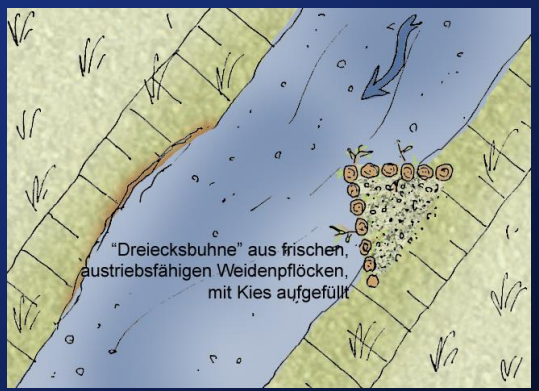 “Dreiecksbuhne” aus frischen,
austriebsfähigen Weidenpflöcken,
mit Kies aufgefüllt